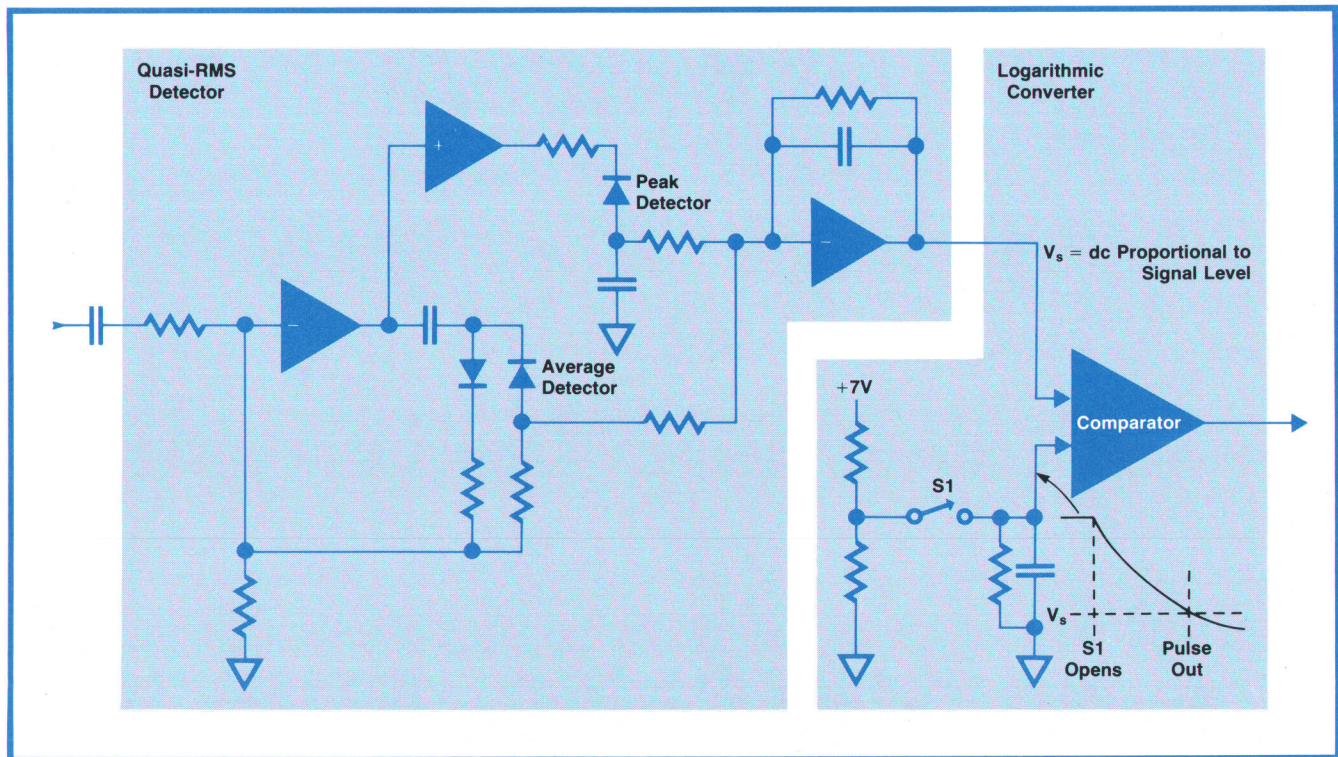 Quasi-RMS
Detector
Logarithmic
Converter
+
Peak
Detector
−
Vs = dc Proportional to
Signal Level
−
Average
Detector
+7V
Comparator
S1
Vs
S1
Opens
Pulse
Out